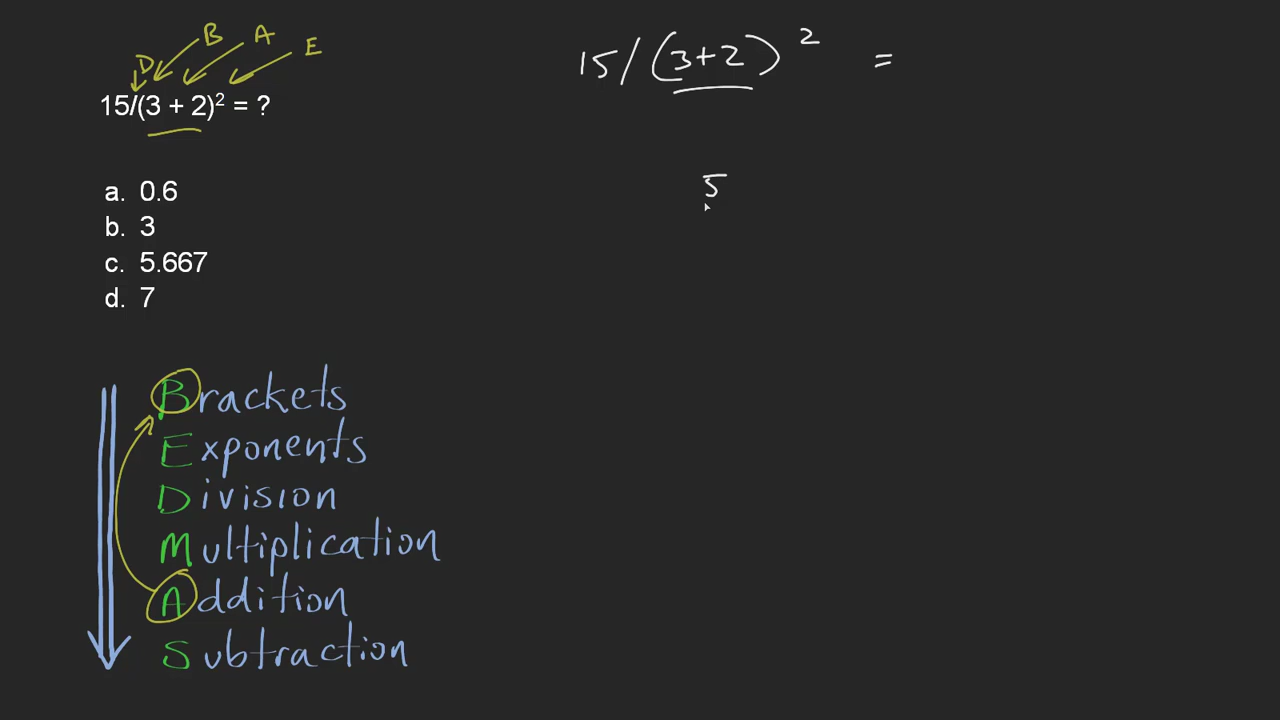 D B A E
15/(3 + 2)² = ?
a. 0.6
b. 3
c. 5.667
d. 7
Brackets
Exponents
Division
Multiplication
Addition
Subtraction
15/(3+2)² =
5